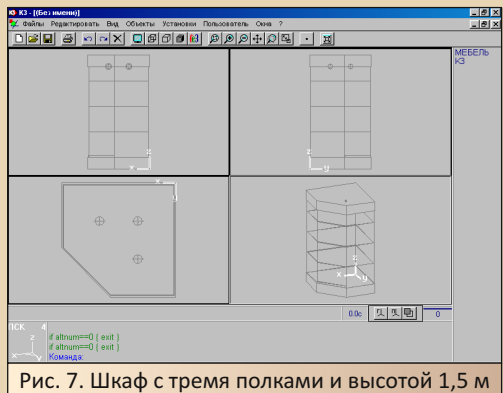 К3 - [(Без имени)]
Файлы Редактировать Вид Объекты Установки Пользователь Окна ?
МЕБЕЛЬ
К3
z
x
z
y
x
y
z
x
y
0.0с 0
ПСК 4
z
x
y
if altnum==0 { exit }
if altnum==0 { exit }
Команда:
Рис. 7. Шкаф с тремя полками и высотой 1,5 м